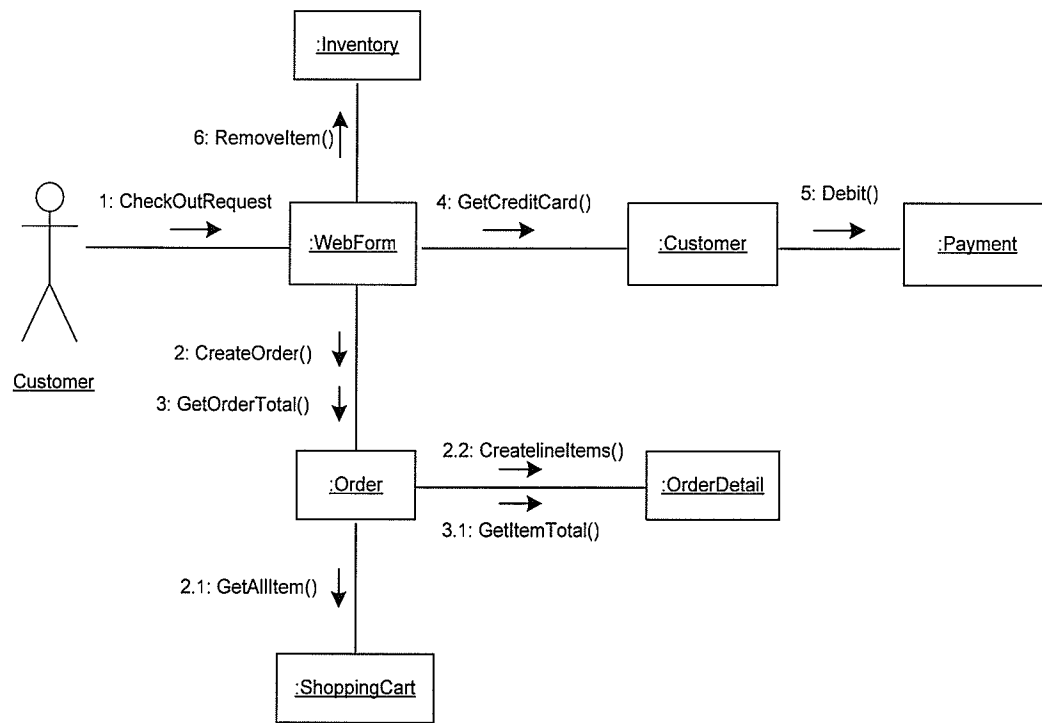 :Inventory
6: RemoveItem()
1: CheckOutRequest
4: GetCreditCard()
5: Debit()
:WebForm
:Customer
:Payment
2: CreateOrder()
Customer
3: GetOrderTotal()
2.2: CreatelineItems()
:Order
:OrderDetail
3.1: GetItemTotal()
2.1: GetAllItem()
:ShoppingCart